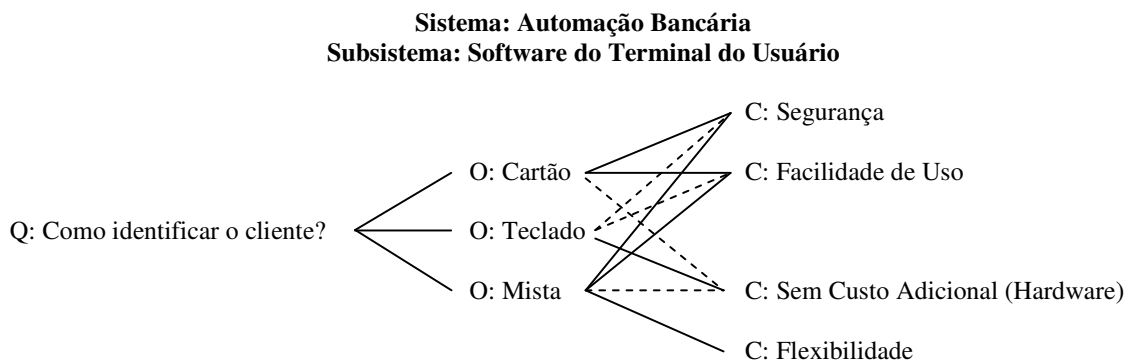 Sistema: Automação Bancária
Subsistema: Software do Terminal do Usuário
C: Segurança
O: Cartão
C: Facilidade de Uso
Q: Como identificar o cliente?
O: Teclado
O: Mista
C: Sem Custo Adicional (Hardware)
C: Flexibilidade